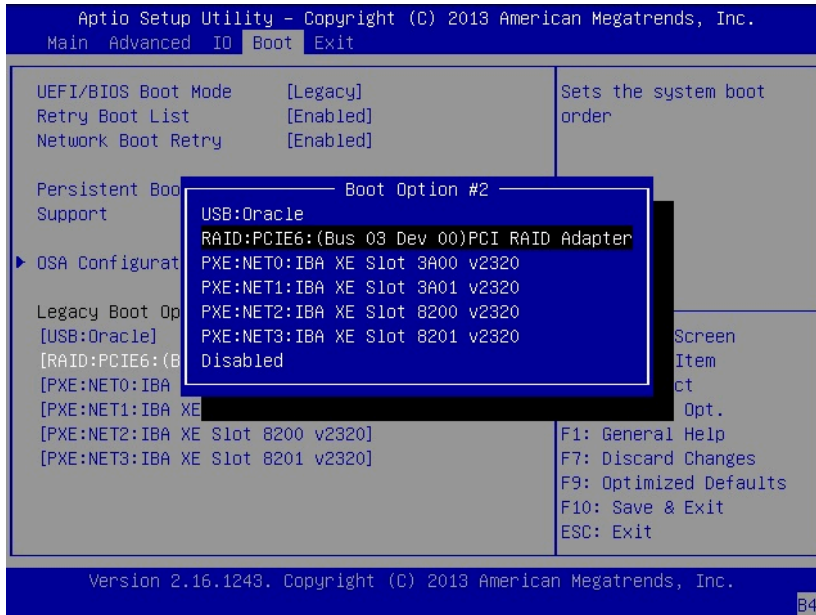 Aptio Setup Utility – Copyright (C) 2013 American Megatrends, Inc.
Main Advanced IO Boot Exit
UEFI/BIOS Boot Mode [Legacy]
Retry Boot List [Enabled]
Network Boot Retry [Enabled]
Persistent Boo
Support
OSA Configurat
Legacy Boot Op
[USB:Oracle]
[RAID:PCIE6:(B
[PXE:NET0:IBA
[PXE:NET1:IBA XE
[PXE:NET2:IBA XE Slot 8200 v2320]
[PXE:NET3:IBA XE Slot 8201 v2320]
Boot Option #2
USB:Oracle
RAID:PCIE6:(Bus 03 Dev 00)PCI RAID Adapter
PXE:NET0:IBA XE Slot 3A00 v2320
PXE:NET1:IBA XE Slot 3A01 v2320
PXE:NET2:IBA XE Slot 8200 v2320
PXE:NET3:IBA XE Slot 8201 v2320
Disabled
Sets the system boot
order
Screen
Item
ct
Opt.
F1: General Help
F7: Discard Changes
F9: Optimized Defaults
F10: Save & Exit
ESC: Exit
Version 2.16.1243. Copyright (C) 2013 American Megatrends, Inc.
B4